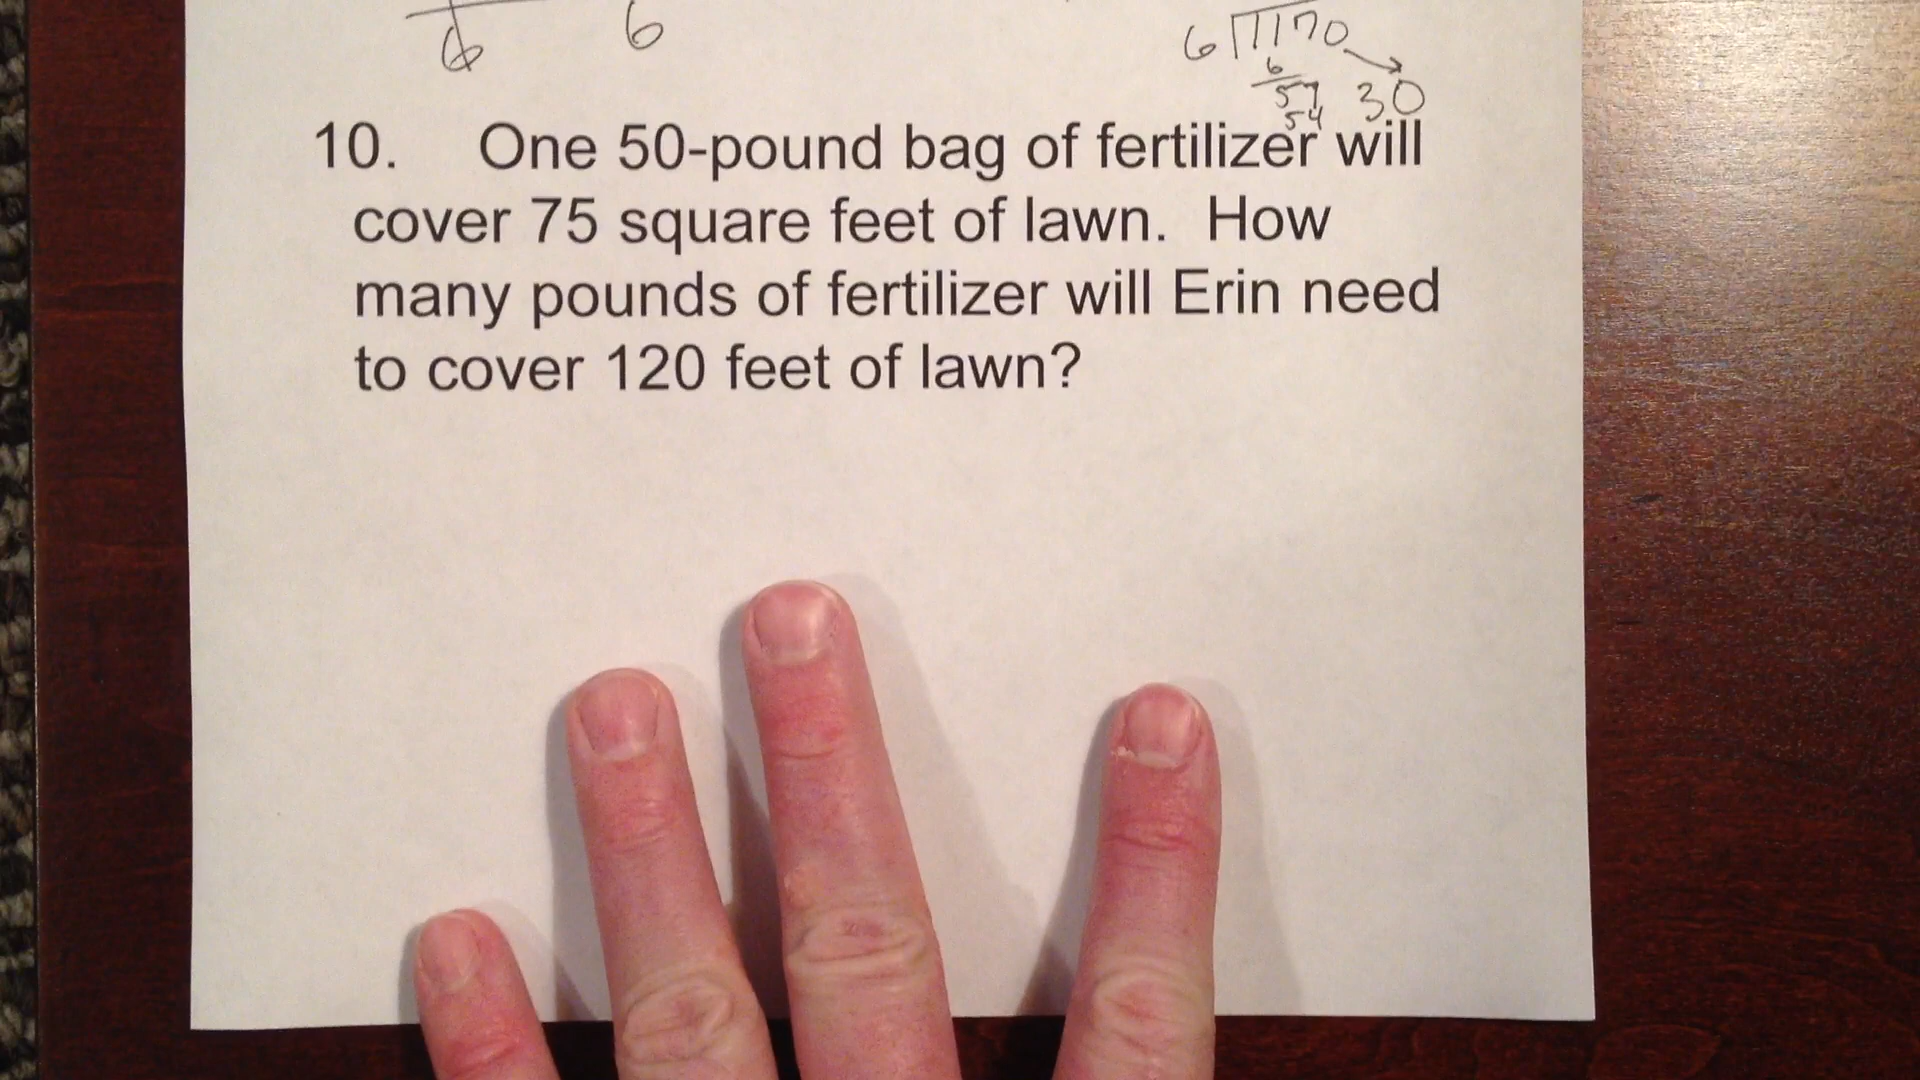 6 6
6 1170
6
57 30
54
10. One 50-pound bag of fertilizer will
cover 75 square feet of lawn. How
many pounds of fertilizer will Erin need
to cover 120 feet of lawn?